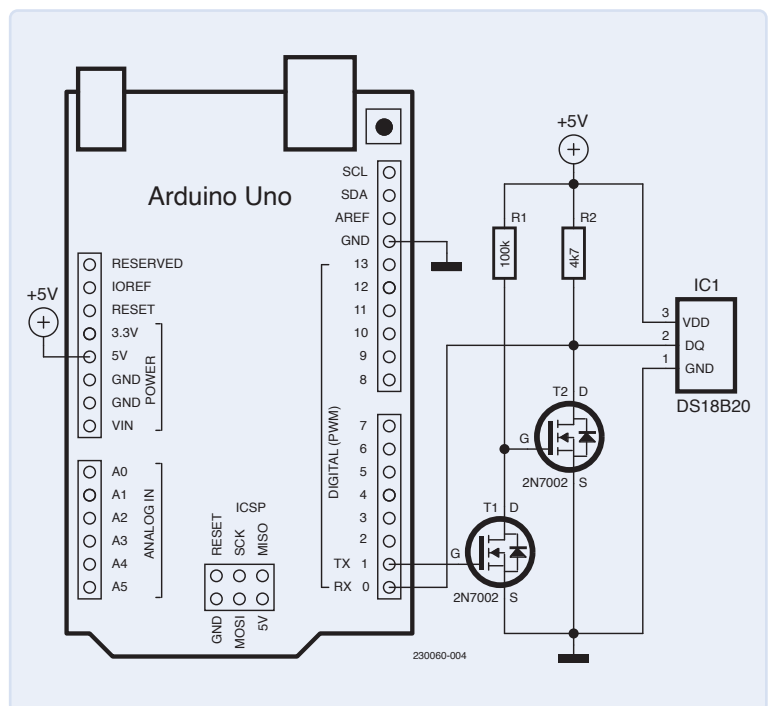 Arduino Uno
SCL
SDA
AREF
GND
13
12
11
10
9
8
7
6
5
4
3
2
TX 1
RX 0
DIGITAL (PWM)
+5V
RESERVED
IOREF
RESET
3.3V
5V
GND
GND
VIN
POWER
A0
A1
A2
A3
A4
A5
ANALOG IN
ICSP
RESET
SCK
MISO
GND
MOSI
5V
230060-004
+5V
R1
100k
R2
4k7
IC1
3
VDD
2
DQ
1
GND
DS18B20
T2
D
G
2N7002
S
T1
D
G
2N7002
S